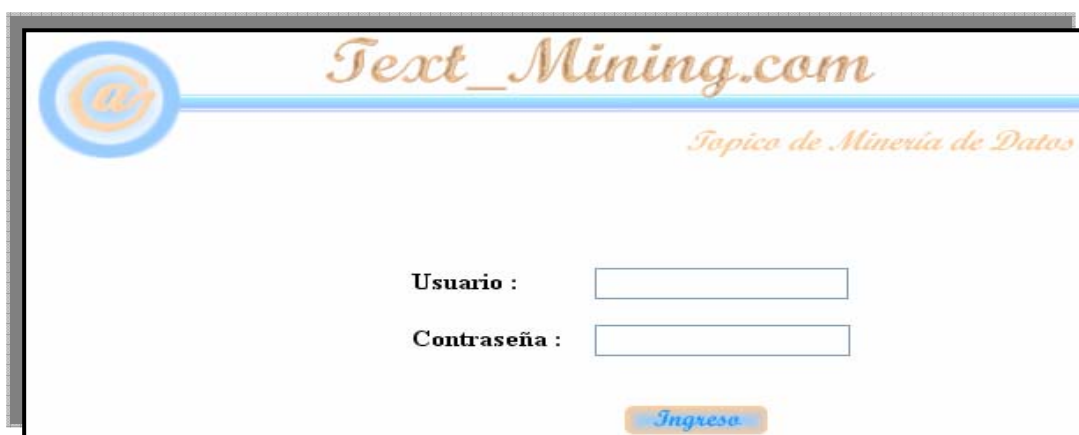 @
Text_Mining.com
Topico de Minería de Datos
Usuario :
Contraseña :
Ingreso